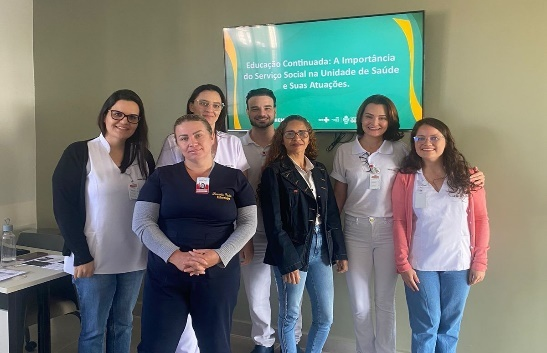 Educação Continuada: A Importância
do Serviço Social na Unidade de Saúde
e Suas Atuações.